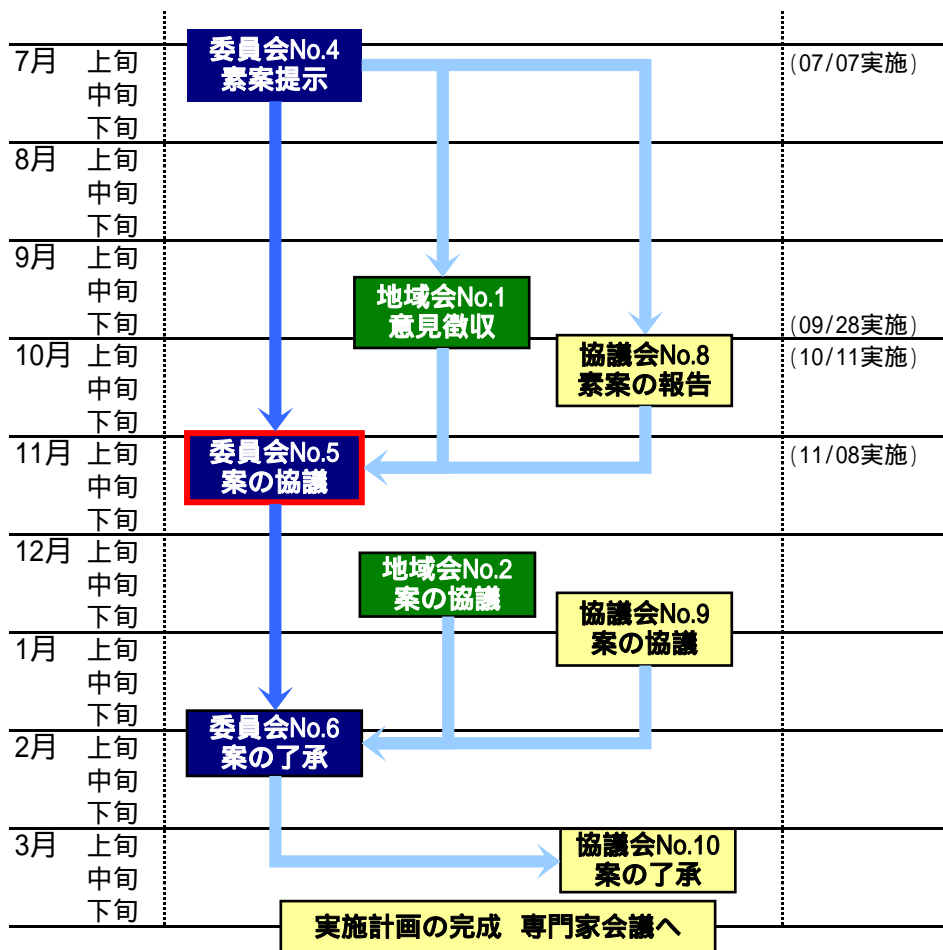 委員会No.4
素案提示
7月 上旬 (07/07実施)
中旬
下旬
8月 上旬
中旬
下旬
9月 上旬
中旬
下旬 (09/28実施)
地域会No.1
意見徴収
10月 上旬 (10/11実施)
中旬
下旬
協議会No.8
素案の報告
11月 上旬 (11/08実施)
中旬
下旬
委員会No.5
案の協議
12月 上旬
中旬
下旬
地域会No.2
案の協議
協議会No.9
案の協議
1月 上旬
中旬
下旬
委員会No.6
案の了承
2月 上旬
中旬
下旬
3月 上旬
中旬
下旬
協議会No.10
案の了承
実施計画の完成 専門家会議へ